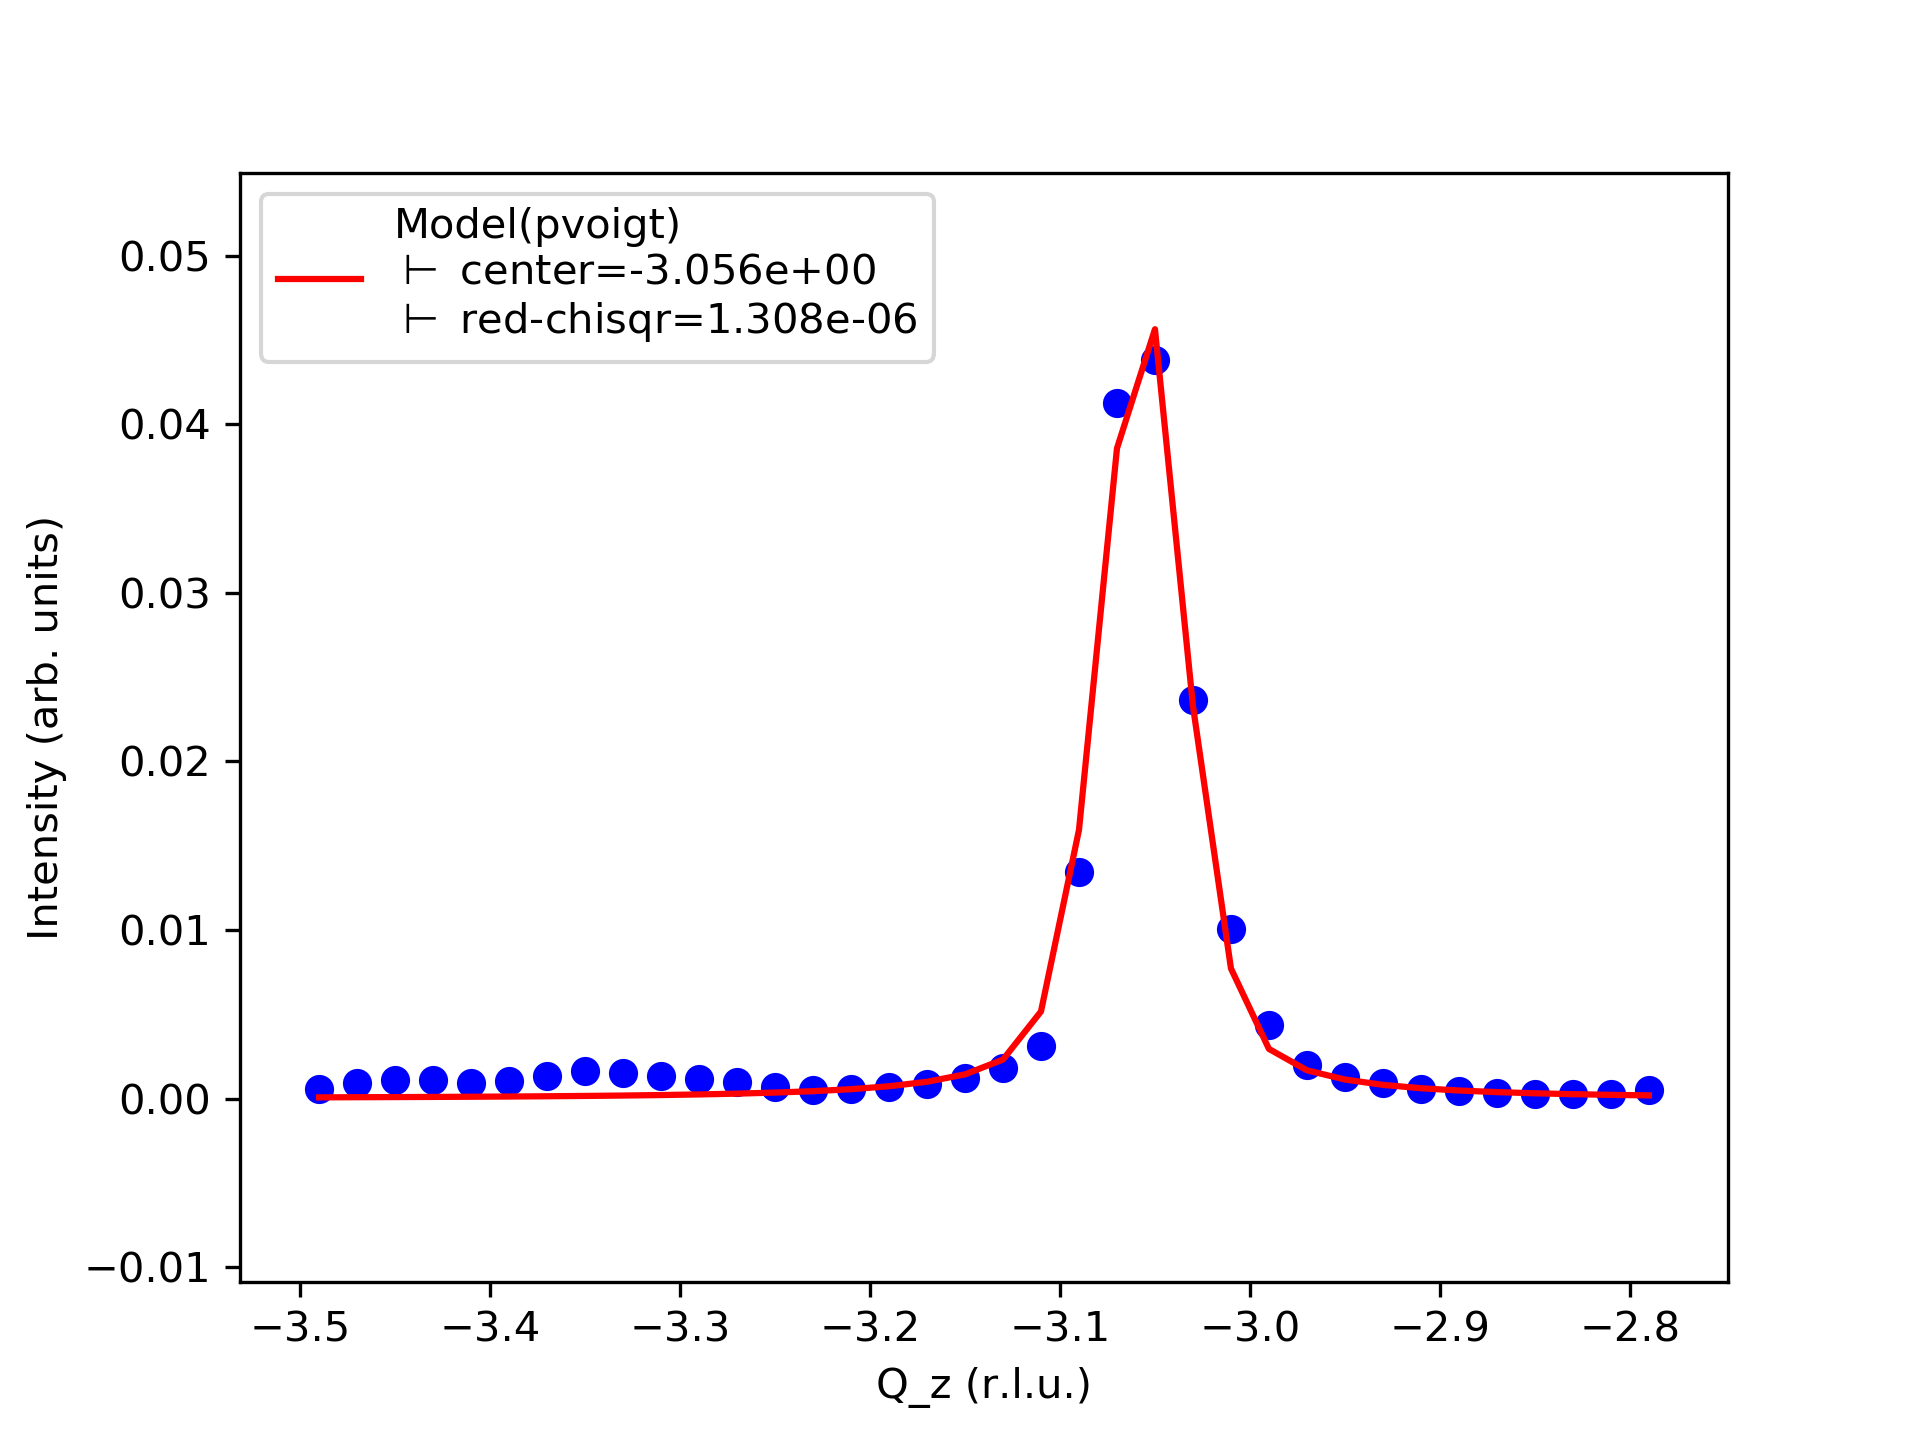 Model(pvoigt)
⊢ center=-3.056e+00
⊢ red-chisqr=1.308e-06
0.05
0.04
0.03
0.02
0.01
0.00
−0.01
Intensity (arb. units)
−3.5 −3.4 −3.3 −3.2 −3.1 −3.0 −2.9 −2.8
Q_z (r.l.u.)